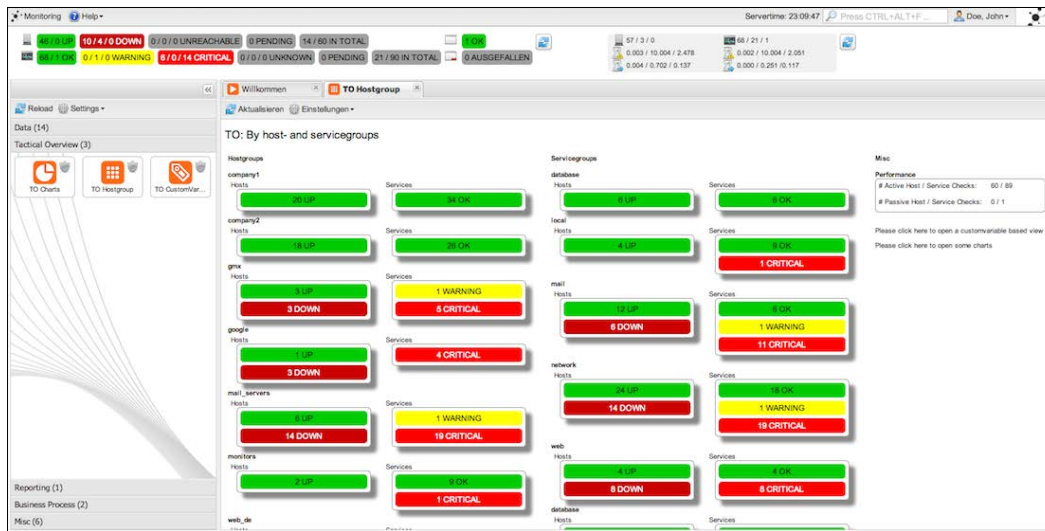 Monitoring Help Servertime: 23:09:47 Press CTRL+ALT+F ... Doe, John
46 / 0 UP 10 / 4 / 0 DOWN 0 / 0 / 0 UNREACHABLE 0 PENDING 14 / 60 IN TOTAL 1 OK 57 / 3 / 0 68 / 21 / 1
68 / 1 OK 0 / 1 / 0 WARNING 6 / 0 / 14 CRITICAL 0 / 0 / 0 UNKNOWN 0 PENDING 21 / 90 IN TOTAL 0 AUSGEFALLEN 0.003 / 10.004 / 2.478 0.002 / 10.004 / 2.051
0.004 / 0.702 / 0.137 0.000 / 0.251 /0.117
Willkommen TO Hostgroup
Reload Settings Aktualisieren Einstellungen
Data (14)
Tactical Overview (3)
TO Charts TO Hostgroup TO CustomVar...
Reporting (1)
Business Process (2)
Misc (6)
TO: By host- and servicegroups
Hostgroups
company1
Hosts Services
20 UP 34 OK
company2
Hosts Services
18 UP 26 OK
gmx
Hosts Services
3 UP 1 WARNING
3 DOWN 5 CRITICAL
google
Hosts Services
1 UP 4 CRITICAL
3 DOWN
mail_servers
Hosts Services
6 UP 1 WARNING
14 DOWN 19 CRITICAL
monitors
Hosts Services
2 UP 9 OK
1 CRITICAL
web_de
Servicegroups
database
Hosts Services
6 UP 6 OK
local
Hosts Services
4 UP 9 OK
1 CRITICAL
mail
Hosts Services
12 UP 6 OK
6 DOWN 1 WARNING
11 CRITICAL
network
Hosts Services
24 UP 18 OK
14 DOWN 1 WARNING
19 CRITICAL
web
Hosts Services
4 UP 4 OK
8 DOWN 8 CRITICAL
database
Misc
Performance
# Active Host / Service Checks: 60 / 89
# Passive Host / Service Checks: 0 / 1
Please click here to open a customvariable based view
Please click here to open some charts